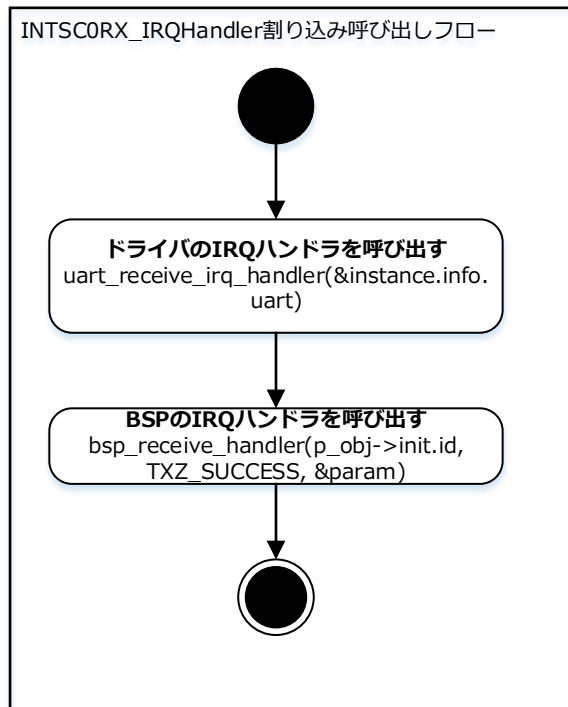 INTSC0RX_IRQHandler割り込み呼び出しフロー
ドライバのIRQハンドラを呼び出す
uart_receive_irq_handler(&instance.info.
uart)
BSPのIRQハンドラを呼び出す
bsp_receive_handler(p_obj->init.id,
TXZ_SUCCESS, &param)